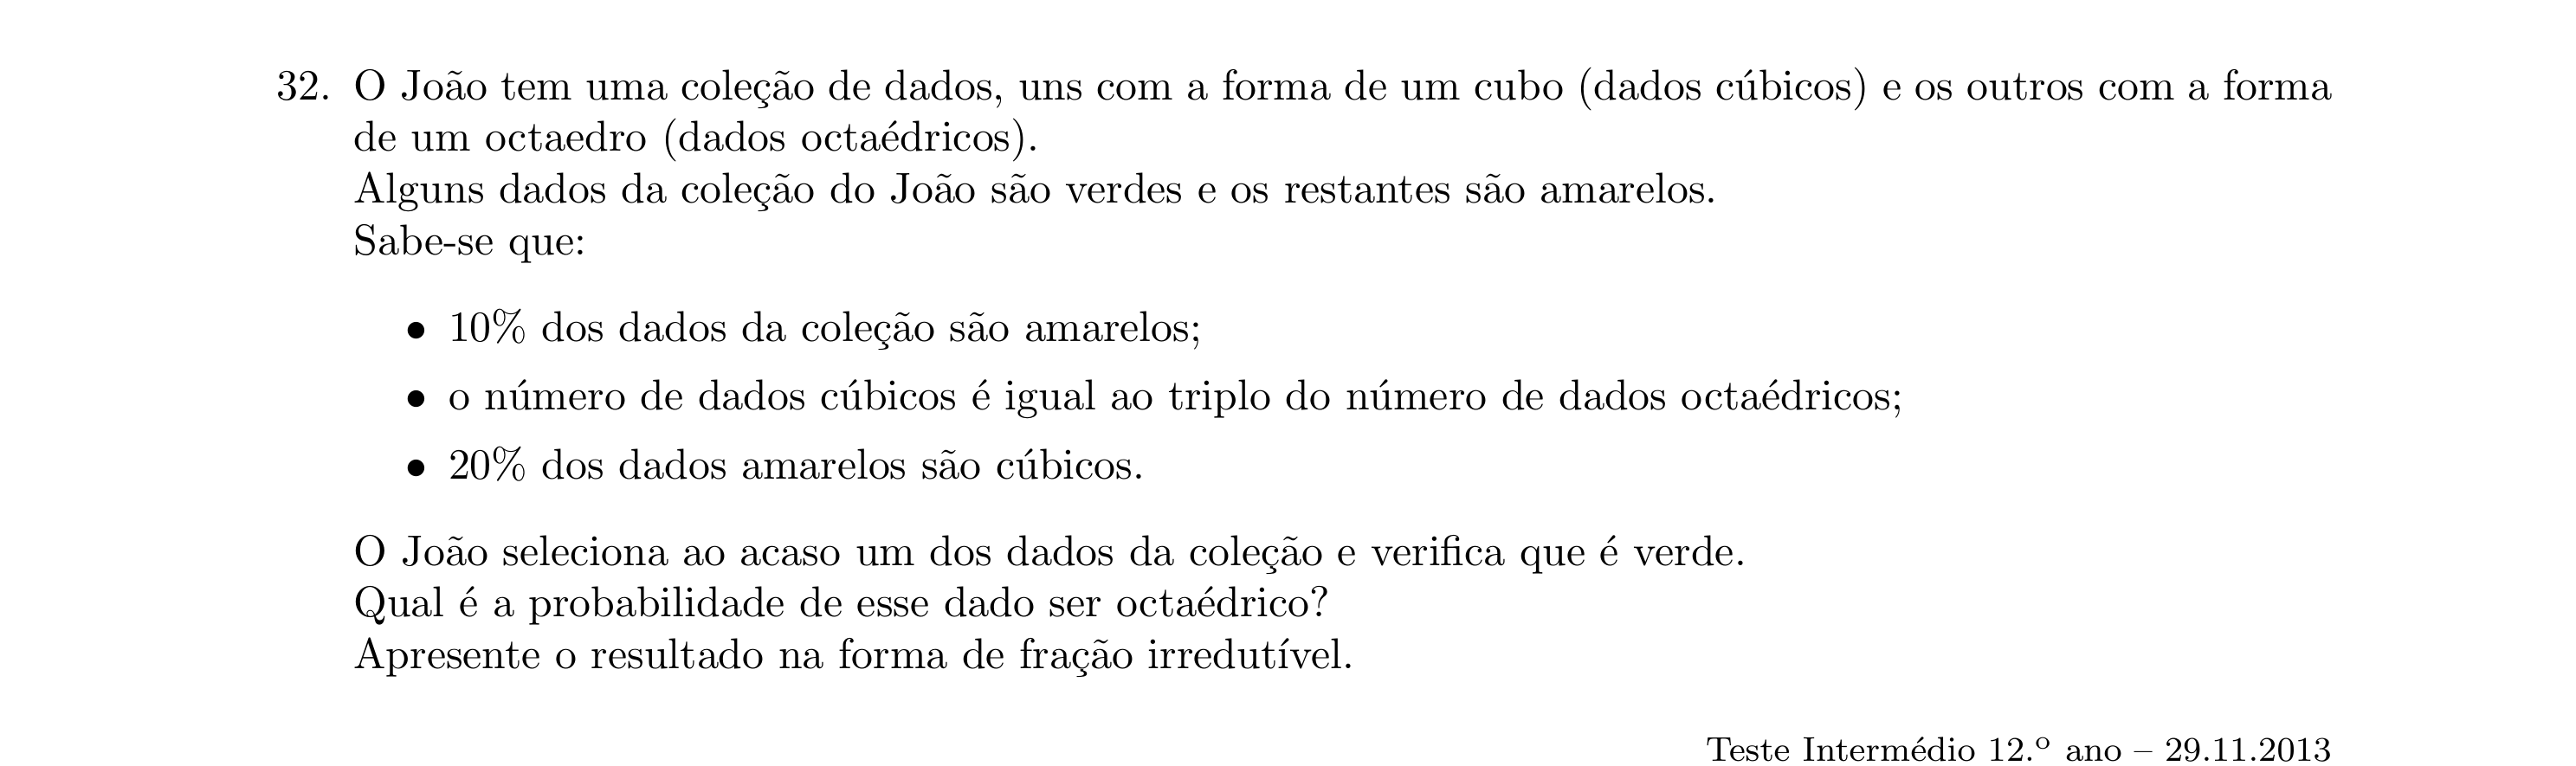 32. O João tem uma coleção de dados, uns com a forma de um cubo (dados cúbicos) e os outros com a forma
de um octaedro (dados octaédricos).
Alguns dados da coleção do João são verdes e os restantes são amarelos.
Sabe-se que:
• 10% dos dados da coleção são amarelos;
• o número de dados cúbicos é igual ao triplo do número de dados octaédricos;
• 20% dos dados amarelos são cúbicos.
O João seleciona ao acaso um dos dados da coleção e verifica que é verde.
Qual é a probabilidade de esse dado ser octaédrico?
Apresente o resultado na forma de fração irredutível.
Teste Intermédio 12.º ano – 29.11.2013